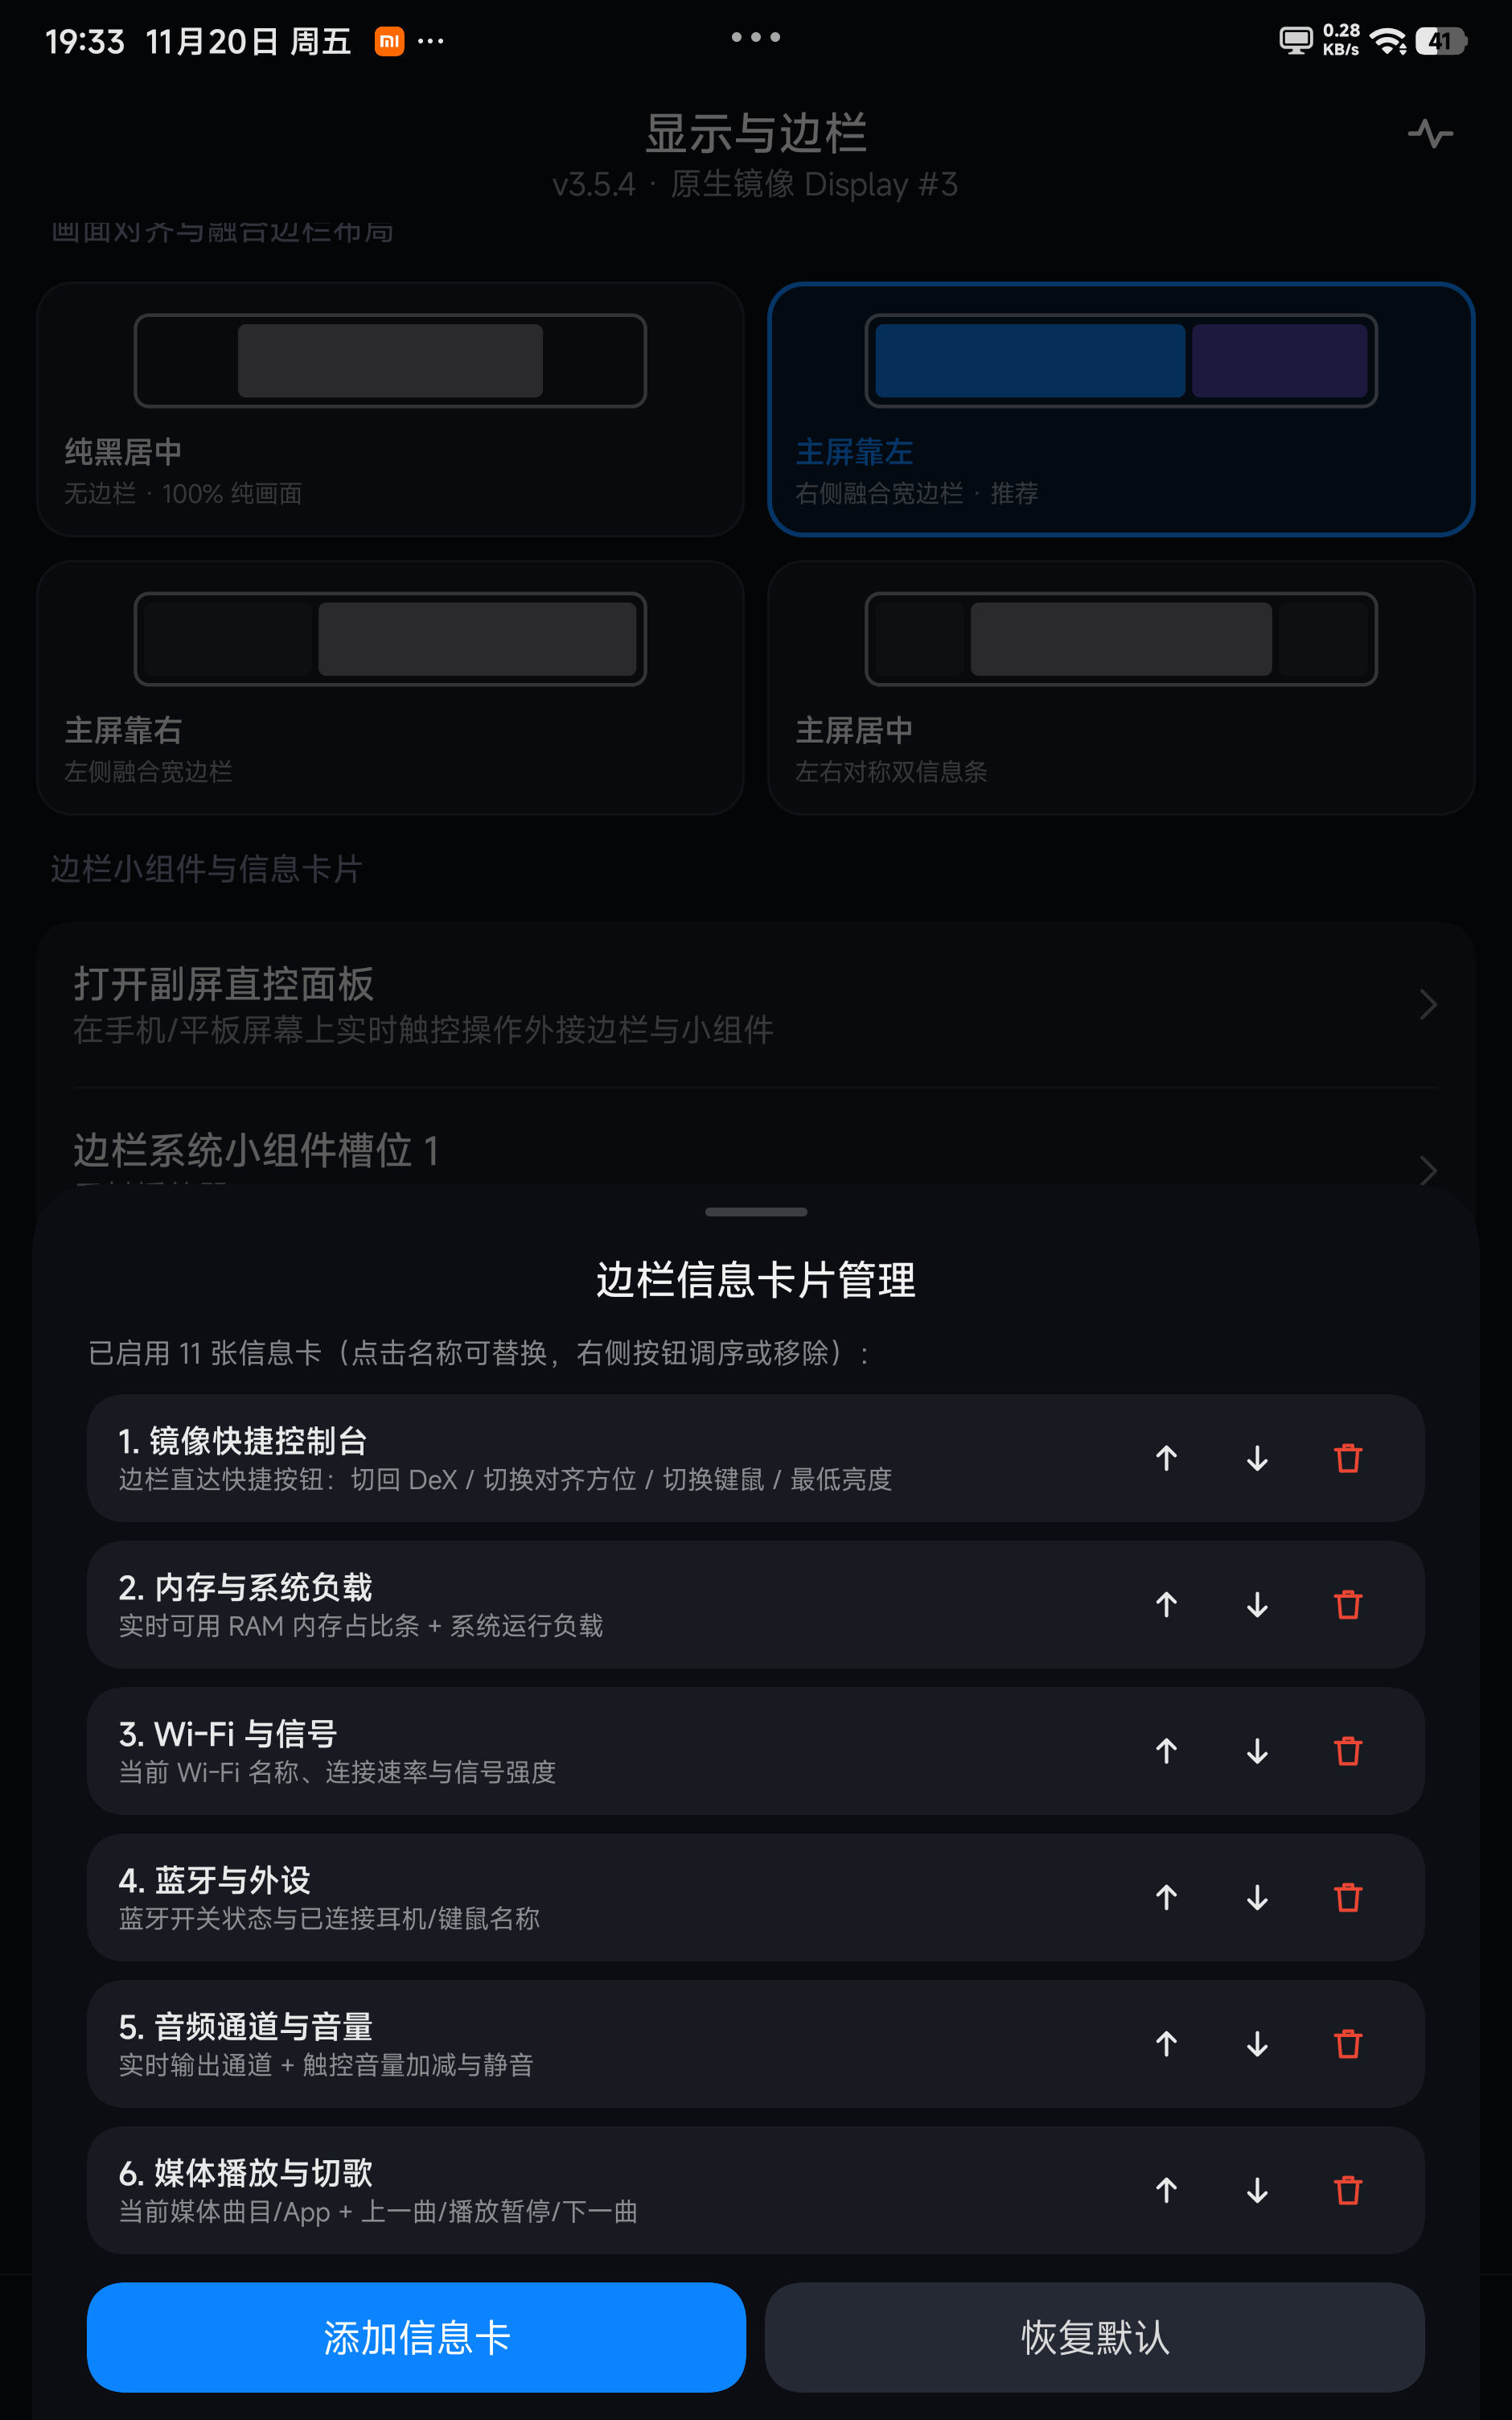 19:33 11月20日 周五
0.28 KB/s
41
显示与边栏
v3.5.4 · 原生镜像 Display #3
画面对齐与融合边栏布局
纯黑居中
无边栏 · 100% 纯画面
主屏靠左
右侧融合宽边栏 · 推荐
主屏靠右
左侧融合宽边栏
主屏居中
左右对称双信息条
边栏小组件与信息卡片
打开副屏直控面板
在手机/平板屏幕上实时触控操作外接边栏与小组件
边栏系统小组件槽位 1
边栏信息卡片管理
已启用 11 张信息卡（点击名称可替换，右侧按钮调序或移除）：
1. 镜像快捷控制台
边栏直达快捷按钮：切回 DeX / 切换对齐方位 / 切换键鼠 / 最低亮度
2. 内存与系统负载
实时可用 RAM 内存占比条 + 系统运行负载
3. Wi-Fi 与信号
当前 Wi-Fi 名称、连接速率与信号强度
4. 蓝牙与外设
蓝牙开关状态与已连接耳机/键鼠名称
5. 音频通道与音量
实时输出通道 + 触控音量加减与静音
6. 媒体播放与切歌
当前媒体曲目/App + 上一曲/播放暂停/下一曲
添加信息卡
恢复默认